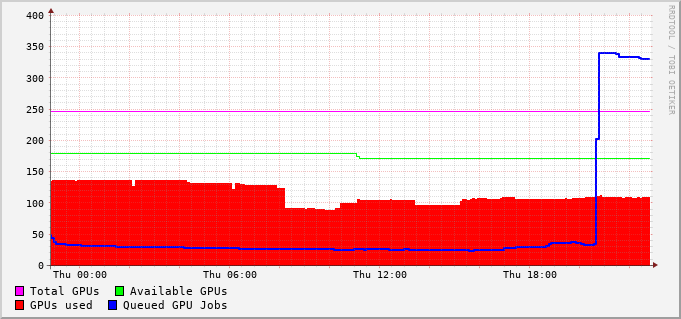 400
350
300
250
200
150
100
50
0
Thu 00:00 Thu 06:00 Thu 12:00 Thu 18:00
Total GPUs Available GPUs
GPUs used Queued GPU Jobs
RRDTOOL / TOBI OETIKER